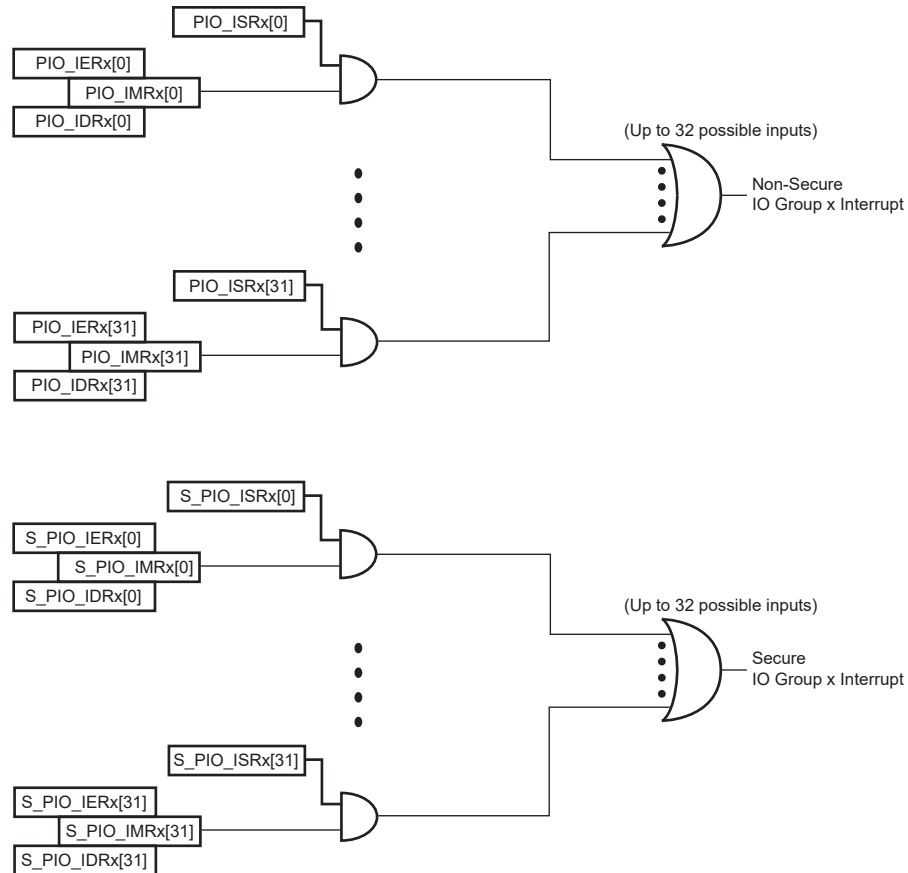 PIO_ISRx[0]
PIO_IERx[0]
PIO_IMRx[0]
PIO_IDRx[0]
(Up to 32 possible inputs)
Non-Secure
IO Group x Interrupt
PIO_ISRx[31]
PIO_IERx[31]
PIO_IMRx[31]
PIO_IDRx[31]
S_PIO_ISRx[0]
S_PIO_IERx[0]
S_PIO_IMRx[0]
S_PIO_IDRx[0]
(Up to 32 possible inputs)
Secure
IO Group x Interrupt
S_PIO_ISRx[31]
S_PIO_IERx[31]
S_PIO_IMRx[31]
S_PIO_IDRx[31]